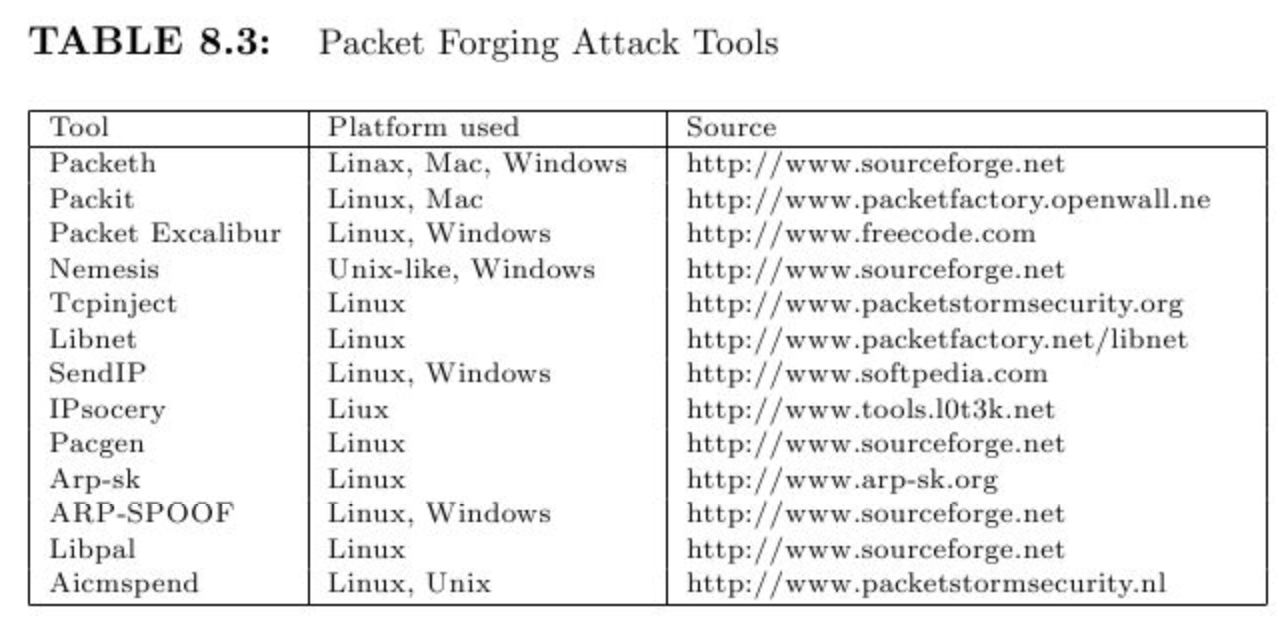 TABLE 8.3: Packet Forging Attack Tools
Tool Platform used Source
Packeth Linax, Mac, Windows http://www.sourceforge.net
Packit Linux, Mac http://www.packetfactory.openwall.ne
Packet Excalibur Linux, Windows http://www.freecode.com
Nemesis Unix-like, Windows http://www.sourceforge.net
Tcpinject Linux http://www.packetstormsecurity.org
Libnet Linux http://www.packetfactory.net/libnet
SendIP Linux, Windows http://www.softpedia.com
IPsocery Liux http://www.tools.l0t3k.net
Pacgen Linux http://www.sourceforge.net
Arp-sk Linux http://www.arp-sk.org
ARP-SPOOF Linux, Windows http://www.sourceforge.net
Libpal Linux http://www.sourceforge.net
Aicmspend Linux, Unix http://www.packetstormsecurity.nl